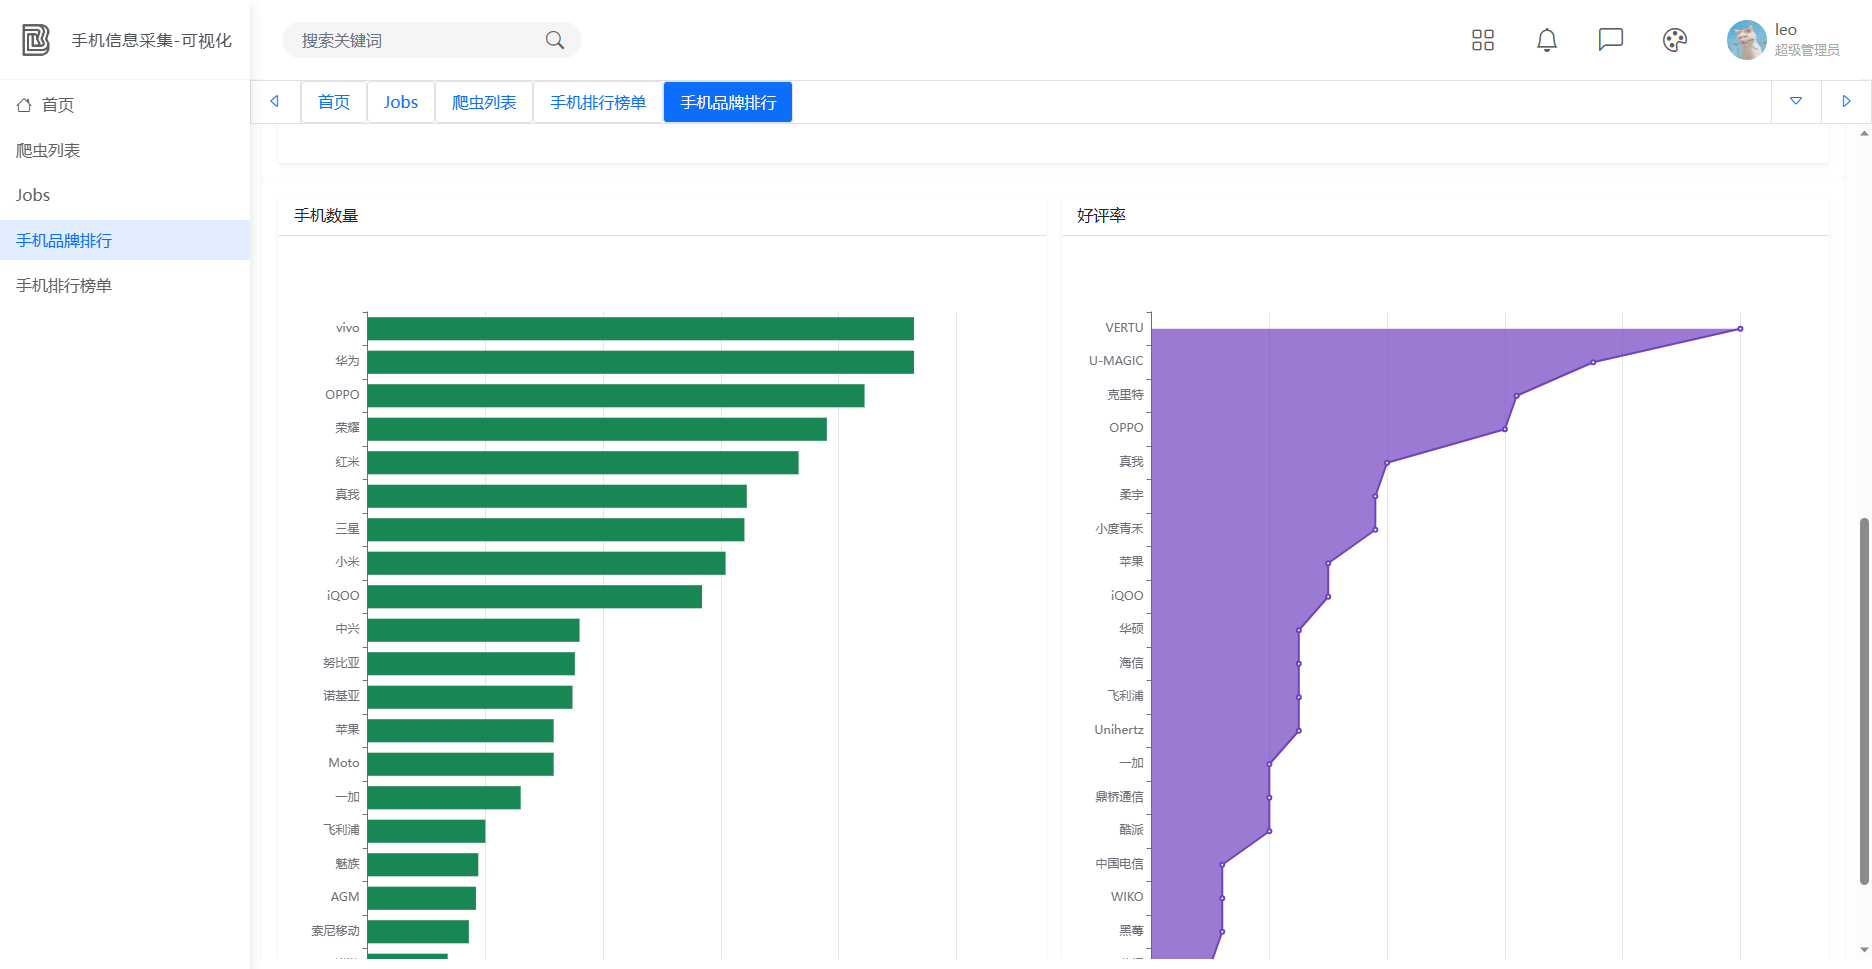 手机信息采集-可视化
搜索关键词
leo
超级管理员
首页
爬虫列表
Jobs
手机品牌排行
手机排行榜单
首页
Jobs
爬虫列表
手机排行榜单
手机品牌排行
手机数量
vivo
华为
OPPO
荣耀
红米
真我
三星
小米
iQOO
中兴
努比亚
诺基亚
苹果
Moto
一加
飞利浦
魅族
AGM
索尼移动
好评率
VERTU
U-MAGIC
克里特
OPPO
真我
柔宇
小度青禾
苹果
iQOO
华硕
海信
飞利浦
Unihertz
一加
鼎桥通信
酷派
中国电信
WIKO
黑莓